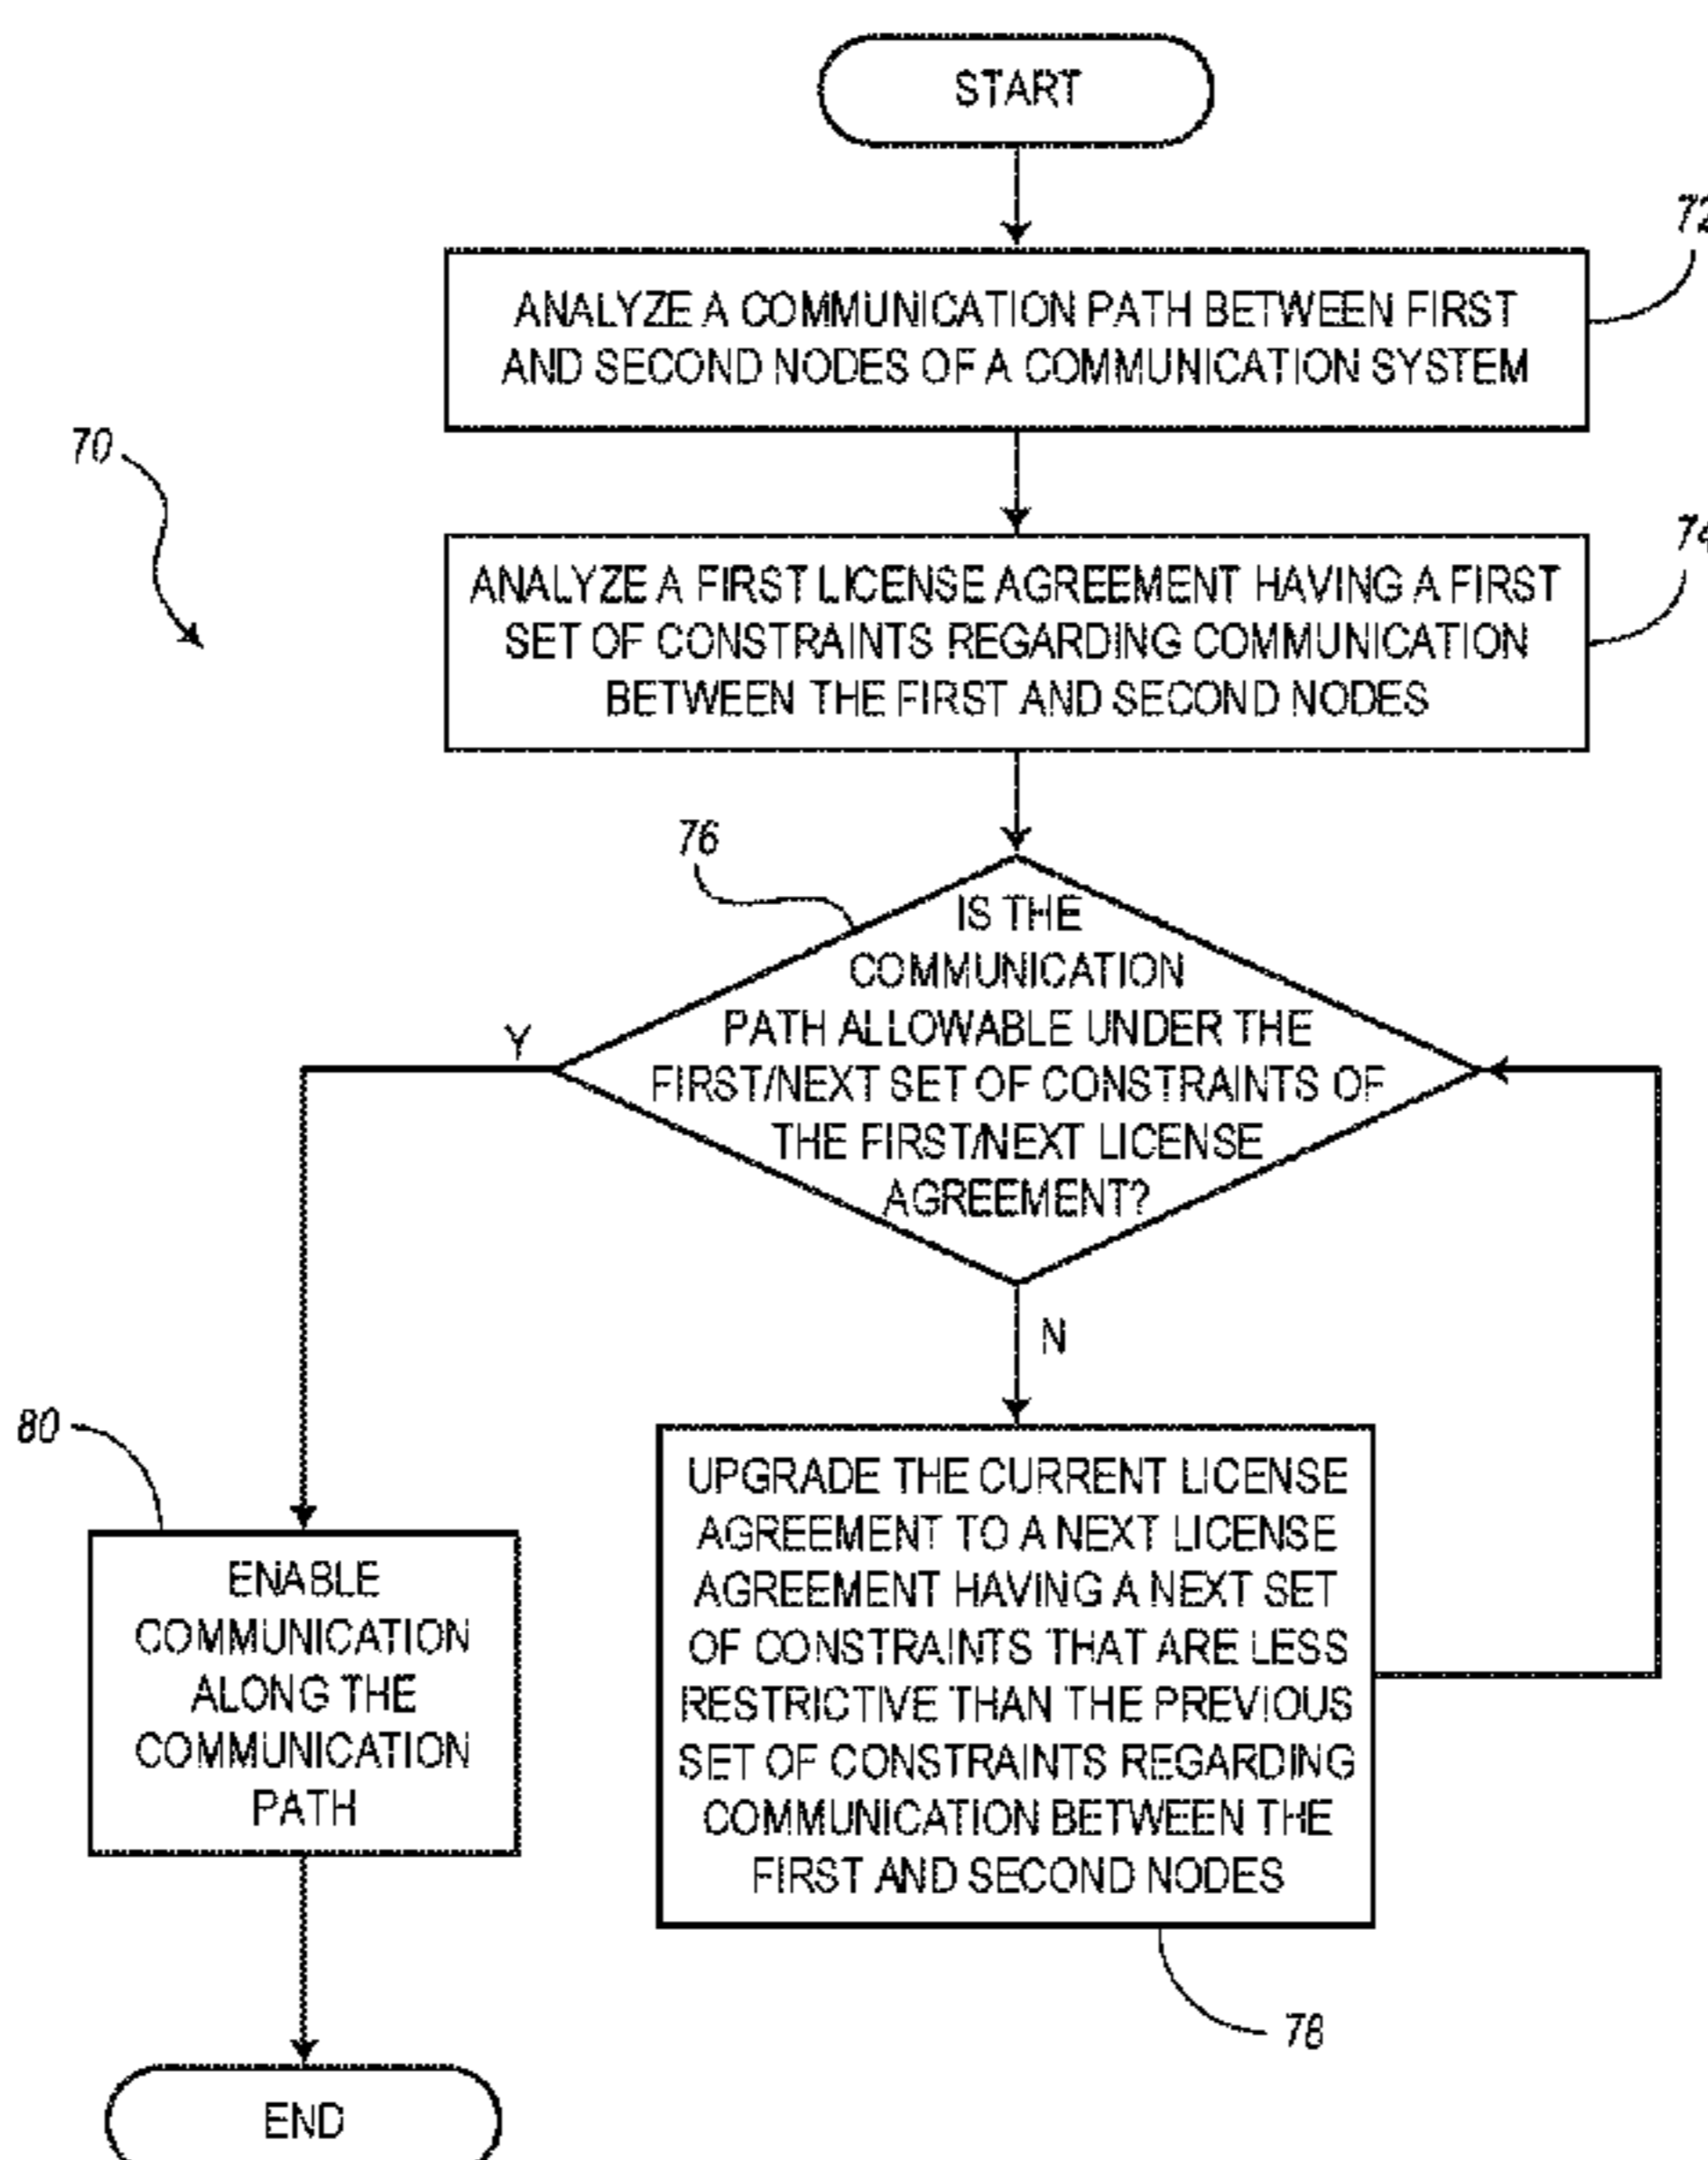 START
72
ANALYZE A COMMUNICATION PATH BETWEEN FIRST
AND SECOND NODES OF A COMMUNICATION SYSTEM
70
74
ANALYZE A FIRST LICENSE AGREEMENT HAVING A FIRST
SET OF CONSTRAINTS REGARDING COMMUNICATION
BETWEEN THE FIRST AND SECOND NODES
76
IS THE
COMMUNICATION
PATH ALLOWABLE UNDER THE
FIRST/NEXT SET OF CONSTRAINTS OF
THE FIRST/NEXT LICENSE
AGREEMENT?
Y
N
80
ENABLE
COMMUNICATION
ALONG THE
COMMUNICATION
PATH
UPGRADE THE CURRENT LICENSE
AGREEMENT TO A NEXT LICENSE
AGREEMENT HAVING A NEXT SET
OF CONSTRAINTS THAT ARE LESS
RESTRICTIVE THAN THE PREVIOUS
SET OF CONSTRAINTS REGARDING
COMMUNICATION BETWEEN THE
FIRST AND SECOND NODES
78
END